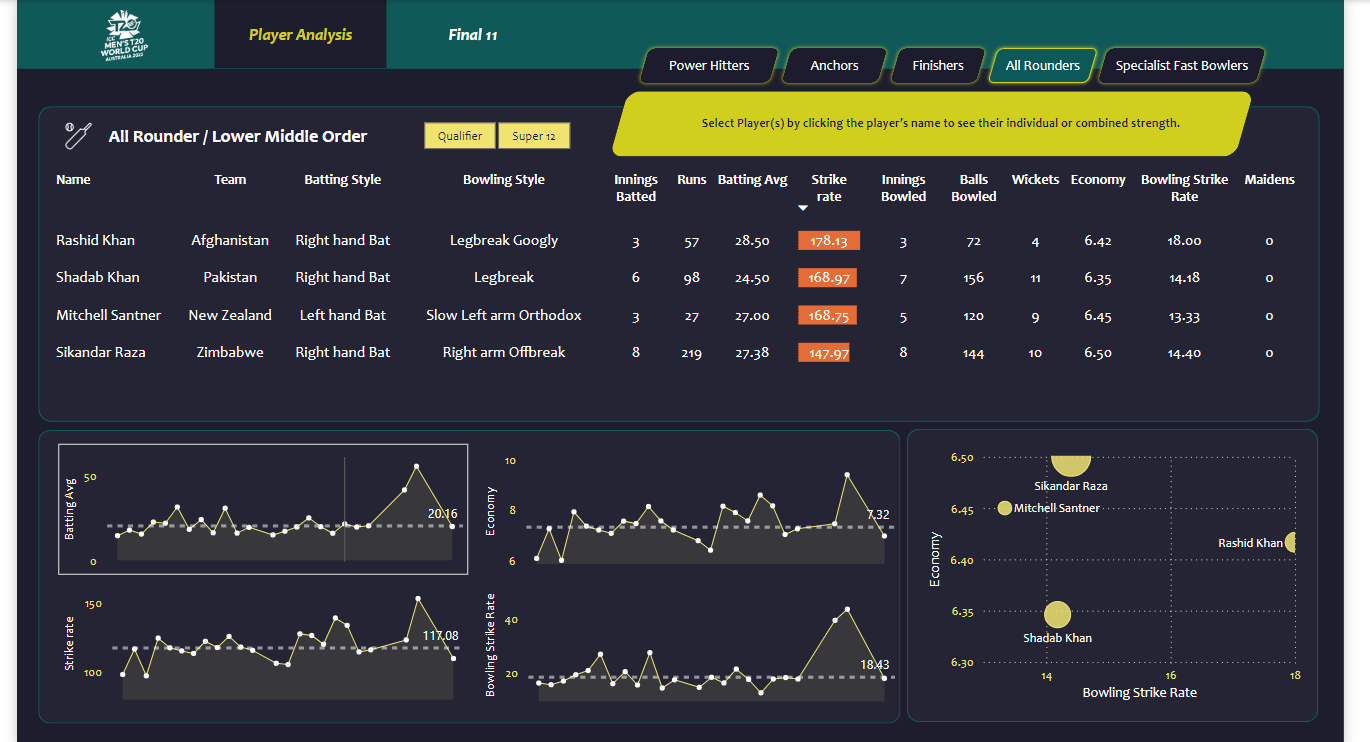 T20
ICC
MEN'S T20
WORLD CUP
AUSTRALIA 2022
Player Analysis
Final 11
Power Hitters
Anchors
Finishers
All Rounders
Specialist Fast Bowlers
Select Player(s) by clicking the player's name to see their individual or combined strength.
All Rounder / Lower Middle Order
Qualifier
Super 12
Name Team Batting Style Bowling Style Innings Batted Runs Batting Avg Strike rate Innings Bowled Balls Bowled Wickets Economy Bowling Strike Rate Maidens
Rashid Khan Afghanistan Right hand Bat Legbreak Googly 3 57 28.50 178.13 3 72 4 6.42 18.00 0
Shadab Khan Pakistan Right hand Bat Legbreak 6 98 24.50 168.97 7 156 11 6.35 14.18 0
Mitchell Santner New Zealand Left hand Bat Slow Left arm Orthodox 3 27 27.00 168.75 5 120 9 6.45 13.33 0
Sikandar Raza Zimbabwe Right hand Bat Right arm Offbreak 8 219 27.38 147.97 8 144 10 6.50 14.40 0
Batting Avg
50
0
20.16
Economy
10
8
6
7.32
Strike rate
150
100
117.08
Bowling Strike Rate
40
20
18.43
Economy
6.50
6.45
6.40
6.35
6.30
Sikandar Raza
Mitchell Santner
Rashid Khan
Shadab Khan
14
16
18
Bowling Strike Rate